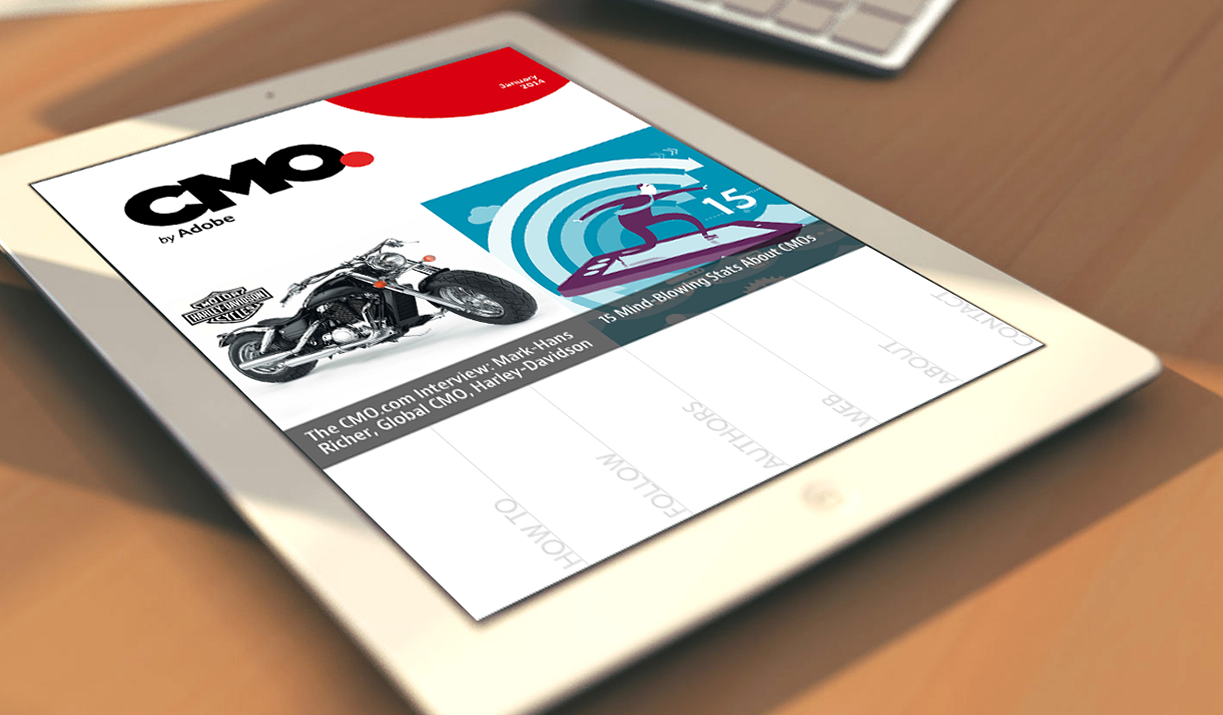 January
2014
CMO.
by Adobe
MOTOR
HARLEY-DAVIDSON
CYCLES
15
The CMO.com Interview: Mark-Hans
Richer, Global CMO, Harley-Davidson
15 Mind-Blowing Stats About CMOs
HOW TO
FOLLOW
AUTHORS
WEB
ABOUT
CONTACT